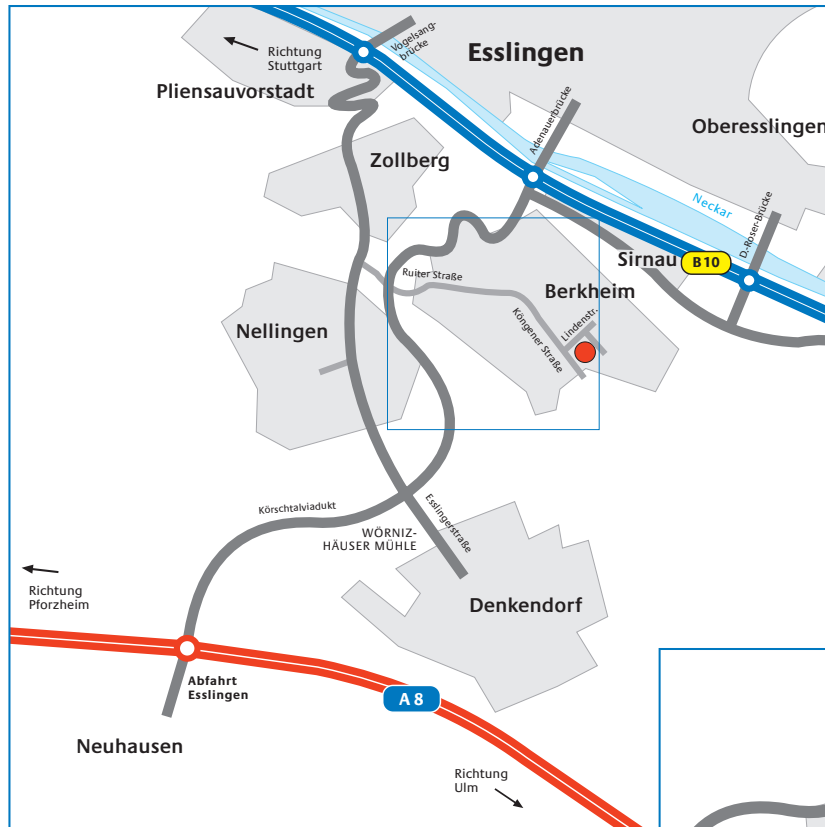 Vogelsang-
brücke
Richtung
Stuttgart
Esslingen
Pliensauvorstadt
Adenauerbrücke
Oberesslingen
Zollberg
Neckar
D.-Roser-Brücke
Sirnau
B10
Ruiter Straße
Berkheim
Lindenstr.
Köngener Straße
Nellingen
Körschtalviadukt
Esslingerstraße
WÖRNIZ-
HÄUSER MÜHLE
Richtung
Pforzheim
Denkendorf
Abfahrt
Esslingen
A 8
Neuhausen
Richtung
Ulm